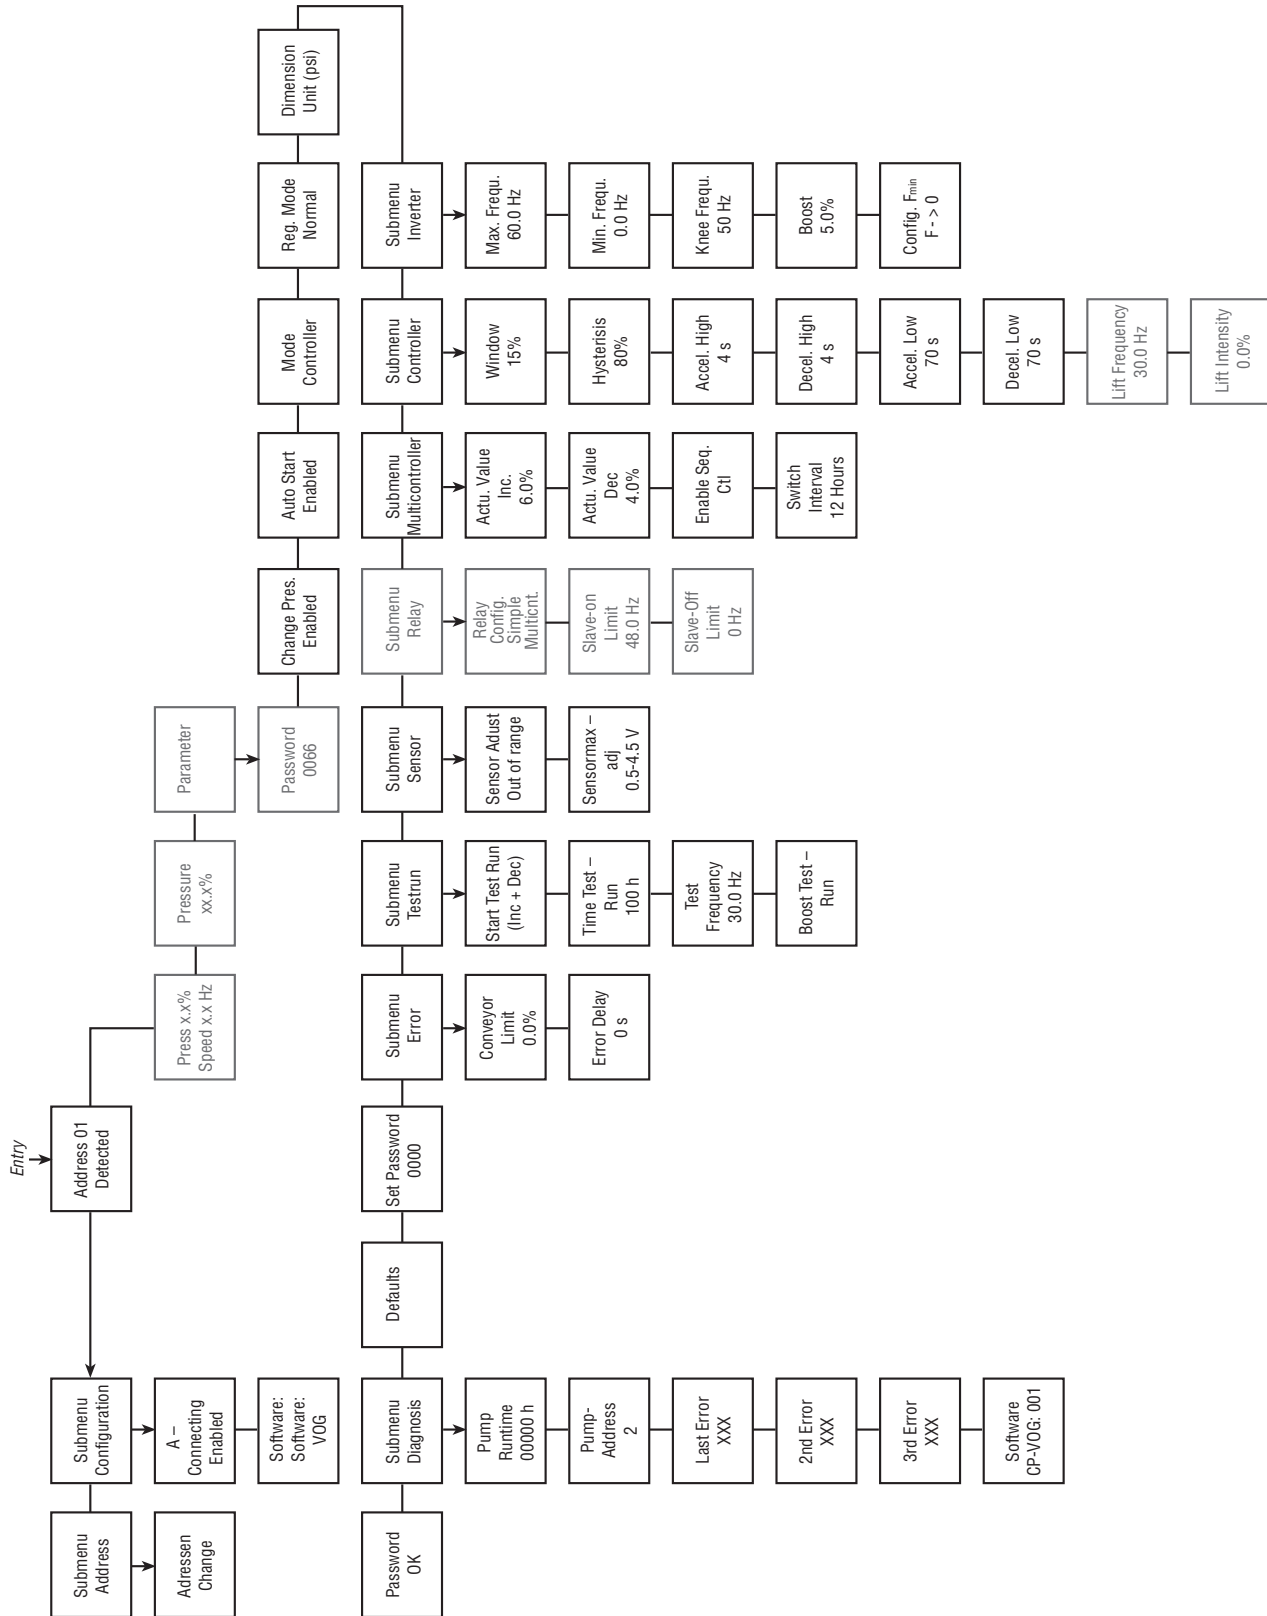 Entry
Submenu
Address
Submenu
Configuration
Address 01
Detected
Adressen
Change
A –
Connecting
Enabled
Press x.x%
Speed x.x Hz
Pressure
xx.x%
Parameter
Software:
Software:
VOG
Password
0066
Change Pres.
Enabled
Auto Start
Enabled
Mode
Controller
Reg. Mode
Normal
Dimension
Unit (psi)
Password
OK
Submenu
Diagnosis
Defaults
Set Password
0000
Submenu
Error
Submenu
Testrun
Submenu
Sensor
Submenu
Relay
Submenu
Multicontroller
Submenu
Controller
Submenu
Inverter
Pump
Runtime
00000 h
Conveyor
Limit
0.0%
Start Test Run
(Inc + Dec)
Sensor Adust
Out of range
Relay
Config.
Simple
Multicnt.
Actu. Value
Inc.
6.0%
Window
15%
Max. Frequ.
60.0 Hz
Pump-
Address
2
Error Delay
0 s
Time Test –
Run
100 h
Sensormax –
adj
0.5-4.5 V
Slave-on
Limit
48.0 Hz
Actu. Value
Dec
4.0%
Hysterisis
80%
Min. Frequ.
0.0 Hz
Last Error
XXX
Test
Frequency
30.0 Hz
Slave-Off
Limit
0 Hz
Enable Seq.
Ctl
Accel. High
4 s
Knee Frequ.
50 Hz
2nd Error
XXX
Boost Test –
Run
Switch
Interval
12 Hours
Decel. High
4 s
Boost
5.0%
3rd Error
XXX
Accel. Low
70 s
Config. Fmin
F - > 0
Software
CP-VOG: 001
Decel. Low
70 s
Lift Frequency
30.0 Hz
Lift Intensity
0.0%